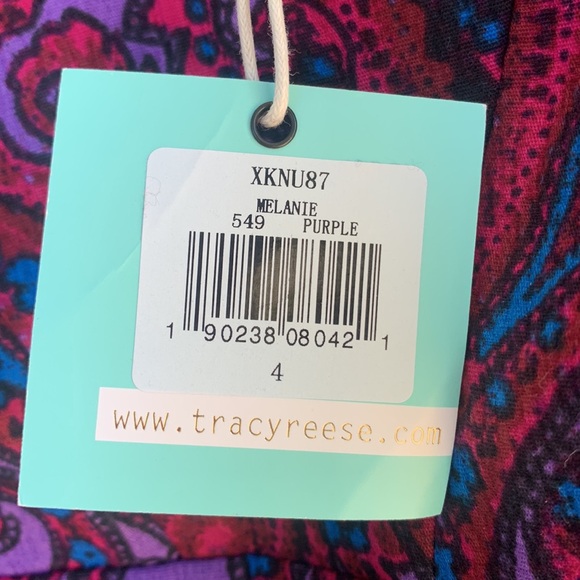 XKNU87
MELANIE
549 PURPLE
1 90238 08042 1
4
www.tracyreese.com